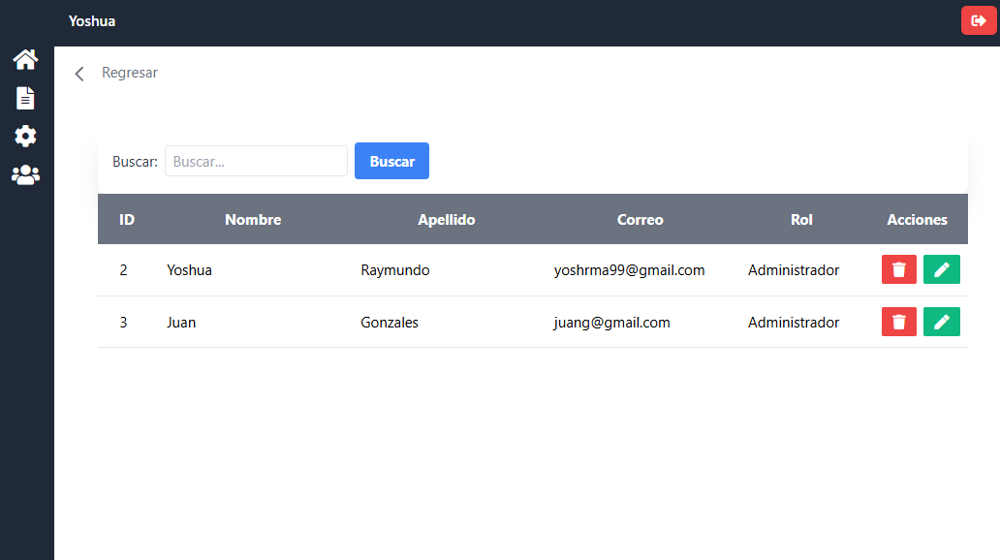 Yoshua
Regresar
Buscar: Buscar... Buscar
ID Nombre Apellido Correo Rol Acciones
2 Yoshua Raymundo yoshrma99@gmail.com Administrador
3 Juan Gonzales juang@gmail.com Administrador